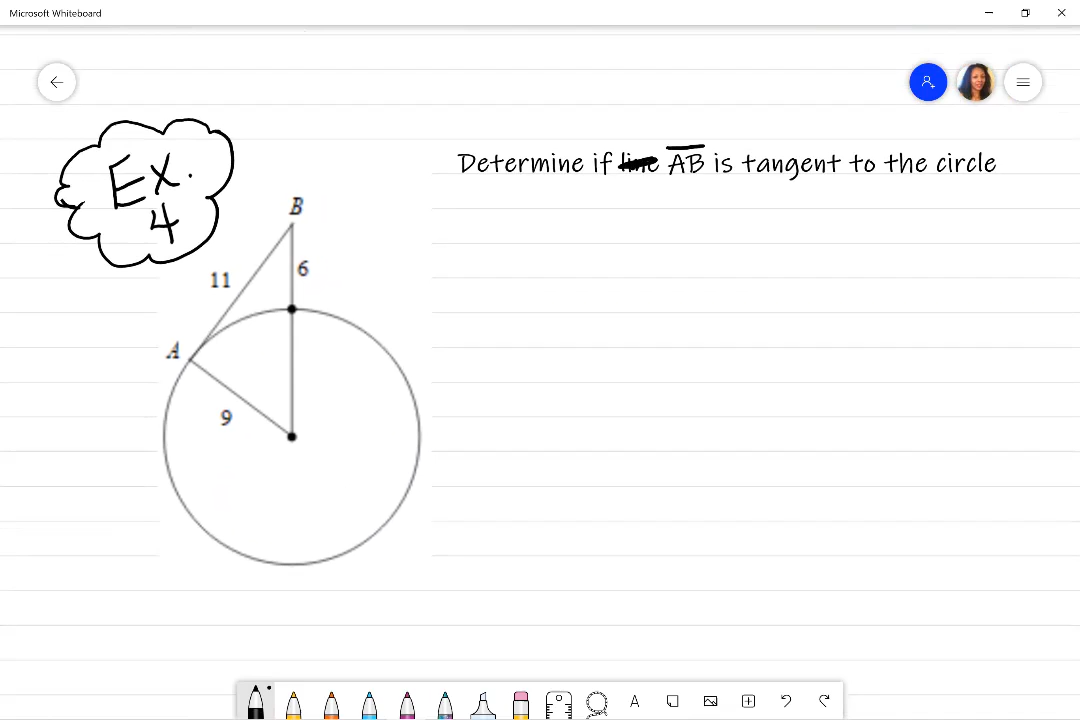 Microsoft Whiteboard
Ex.
4
Determine if line AB is tangent to the circle
B
11
6
A
9
A